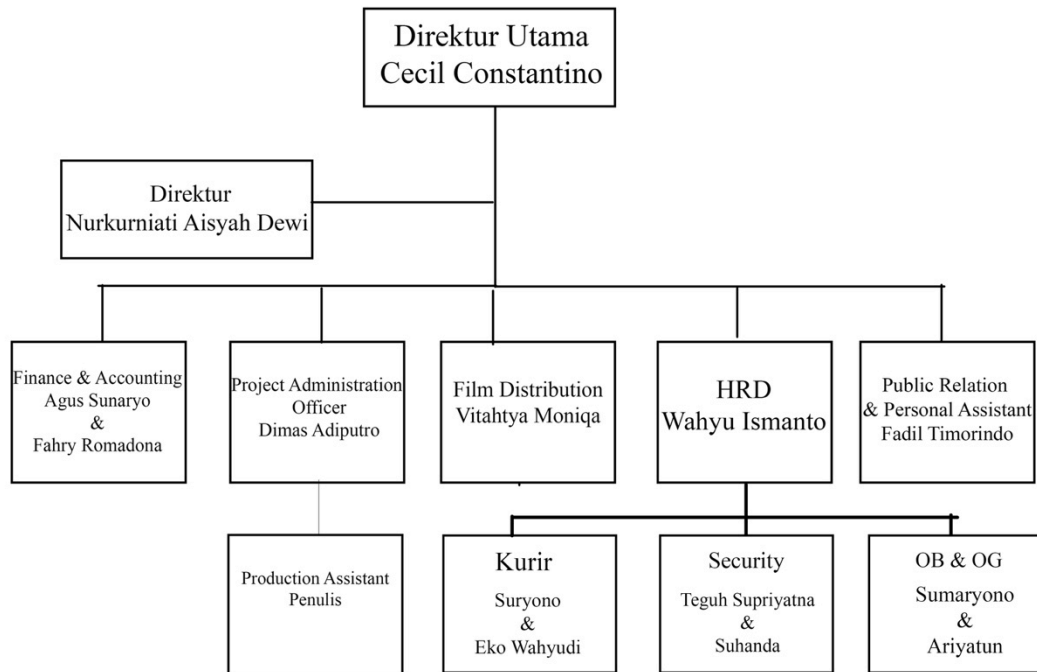 Direktur Utama
Cecil Constantino
Direktur
Nurkurniati Aisyah Dewi
Finance & Accounting
Agus Sunaryo
&
Fahry Romadona
Project Administration
Officer
Dimas Adiputro
Film Distribution
Vitahtya Moniqa
HRD
Wahyu Ismanto
Public Relation
& Personal Assistant
Fadil Timorindo
Production Assistant
Penulis
Kurir
Suryono
&
Eko Wahyudi
Security
Teguh Supriyatna
&
Suhanda
OB & OG
Sumaryono
&
Ariyatun